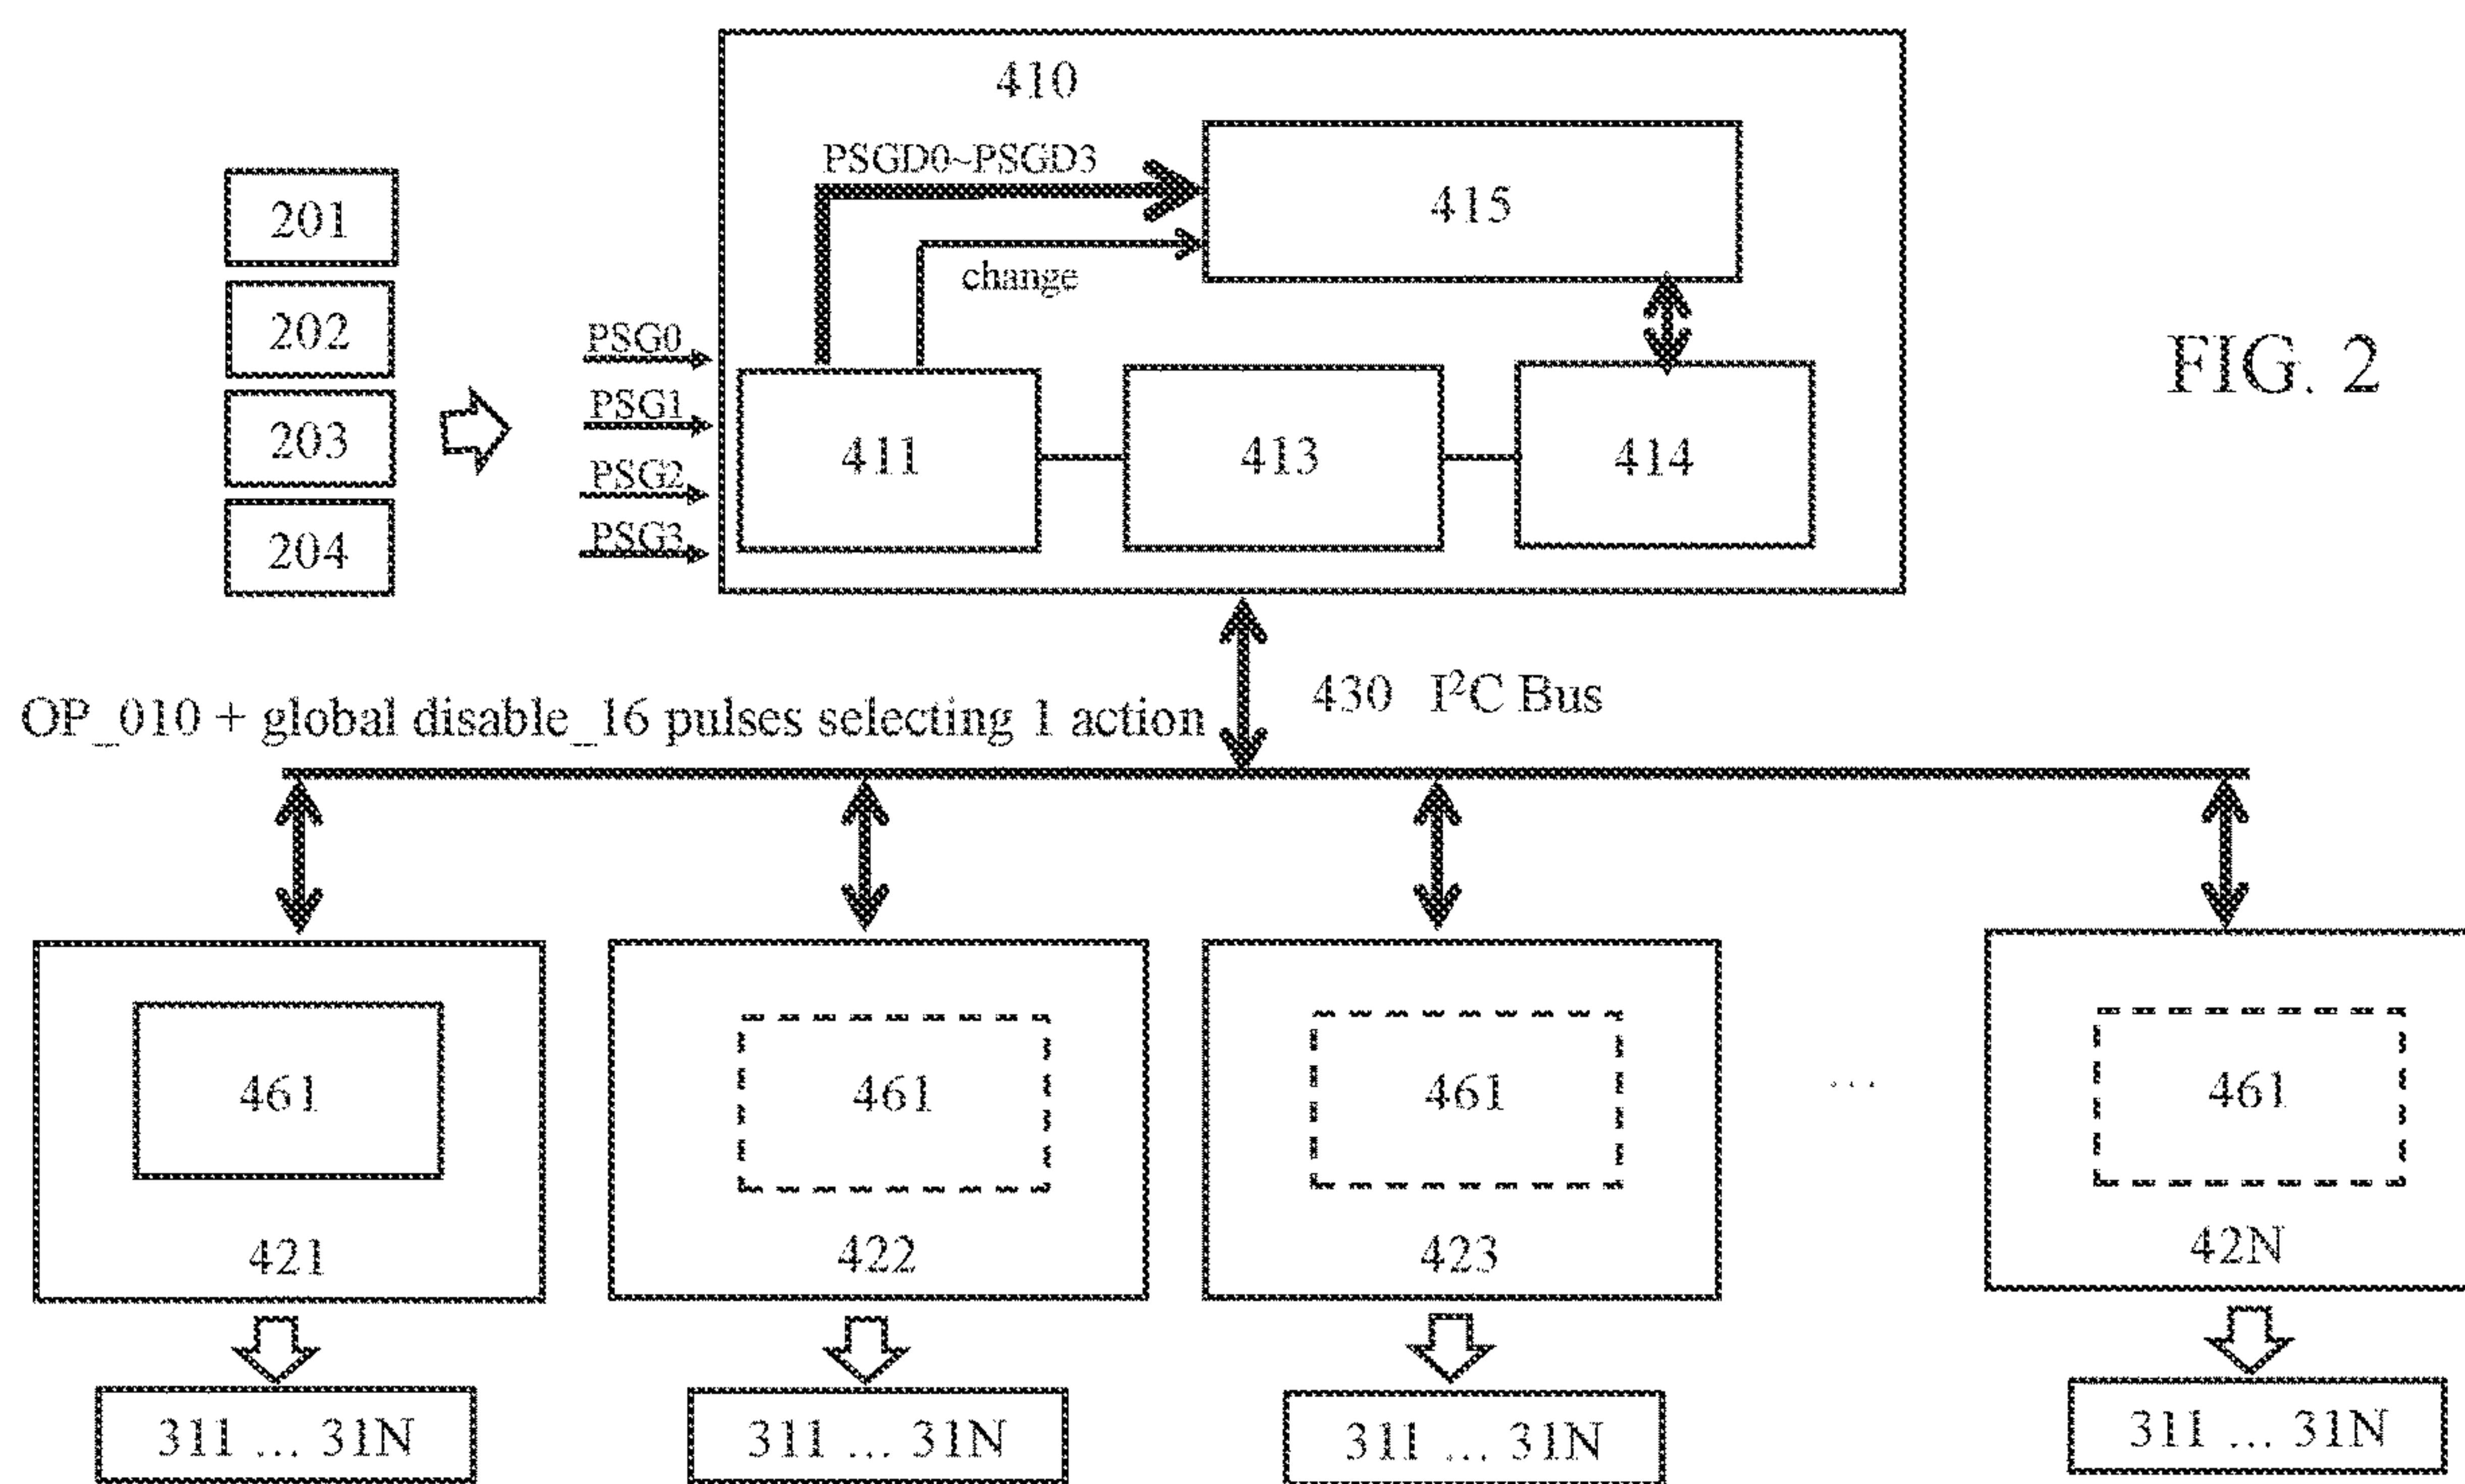 410
PSGD0~PSGD3
415
change
201
202
203
204
PSG0
PSG1
PSG2
PSG3
411
413
414
FIG. 2
OP_010 + global disable_16 pulses selecting 1 action
430 I²C Bus
461
461
461
...
461
421
422
423
42N
311 ... 31N
311 ... 31N
311 ... 31N
311 ... 31N